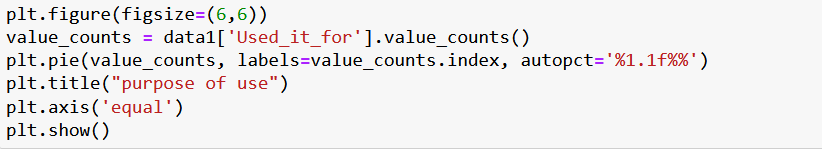 plt.figure(figsize=(6,6))
value_counts = data1['Used_it_for'].value_counts()
plt.pie(value_counts, labels=value_counts.index, autopct='%1.1f%%')
plt.title("purpose of use")
plt.axis('equal')
plt.show()